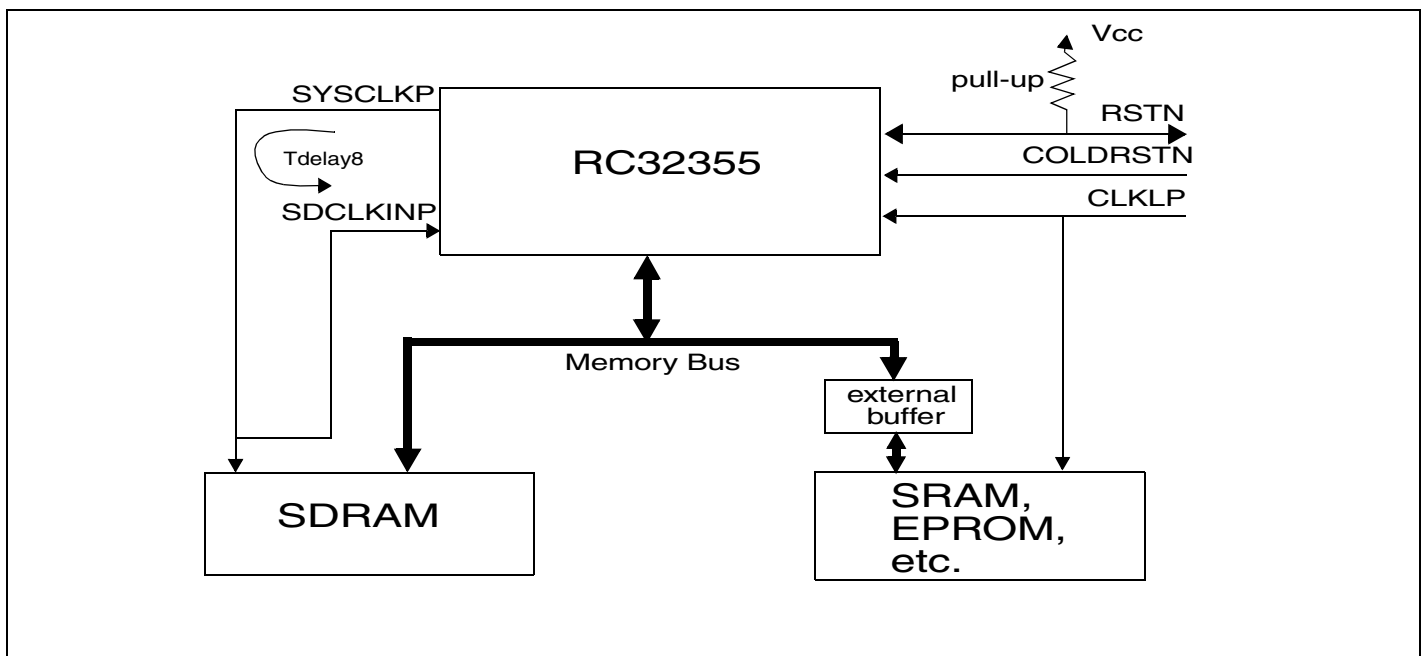 Vcc
pull-up
SYSCLKP
RSTN
Tdelay8
RC32355
COLDRSTN
CLKLP
SDCLKINP
Memory Bus
external
buffer
SDRAM
SRAM,
EPROM,
etc.